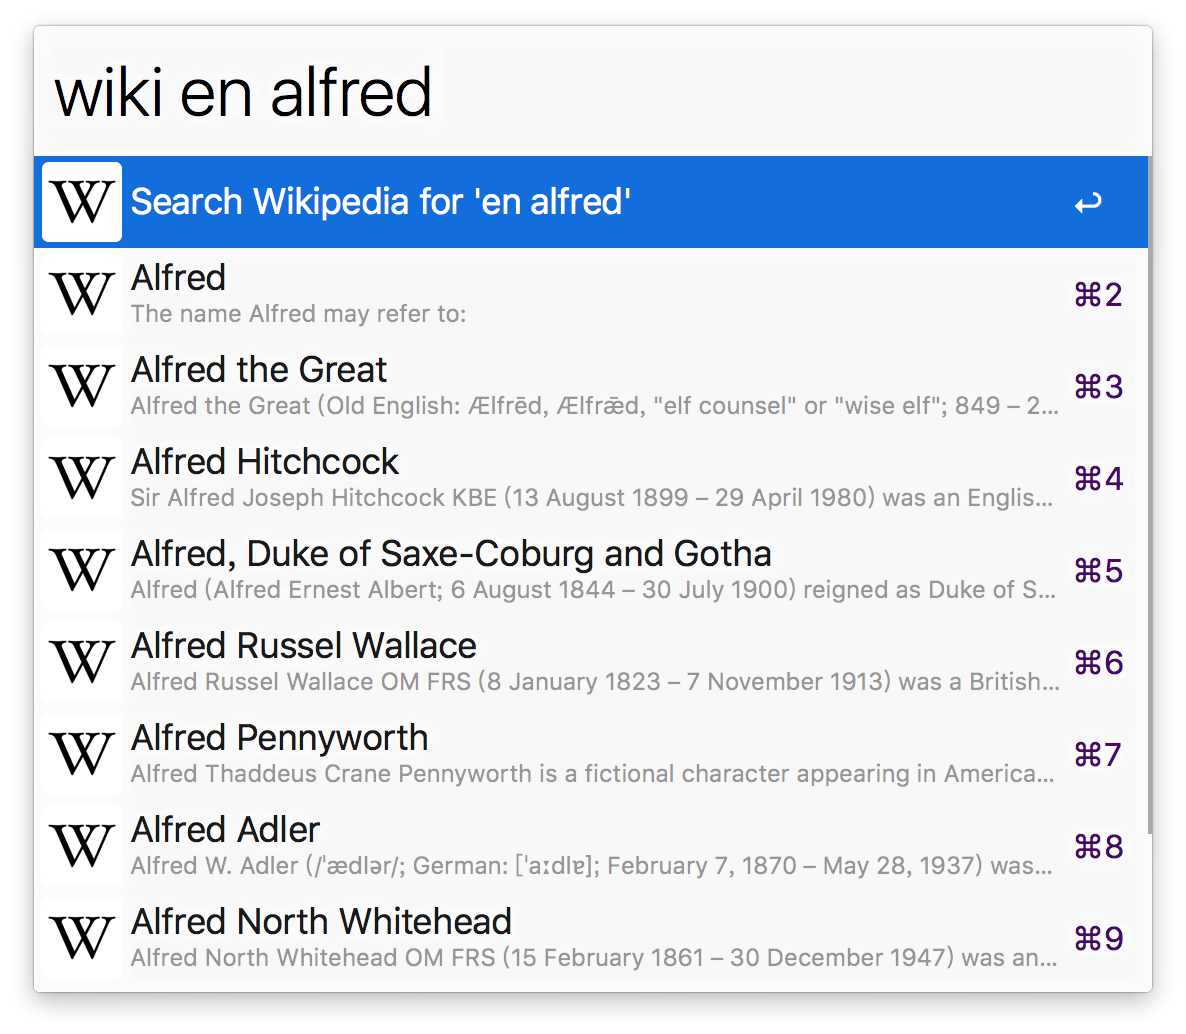 wiki en alfred
W Search Wikipedia for 'en alfred' ↩
W Alfred ⌘2
The name Alfred may refer to:
W Alfred the Great ⌘3
Alfred the Great (Old English: Ælfrēd, Ælfrǣd, "elf counsel" or "wise elf"; 849 – 2...
W Alfred Hitchcock ⌘4
Sir Alfred Joseph Hitchcock KBE (13 August 1899 – 29 April 1980) was an Englis...
W Alfred, Duke of Saxe-Coburg and Gotha ⌘5
Alfred (Alfred Ernest Albert; 6 August 1844 – 30 July 1900) reigned as Duke of S...
W Alfred Russel Wallace ⌘6
Alfred Russel Wallace OM FRS (8 January 1823 – 7 November 1913) was a British...
W Alfred Pennyworth ⌘7
Alfred Thaddeus Crane Pennyworth is a fictional character appearing in America...
W Alfred Adler ⌘8
Alfred W. Adler (/ˈædlər/; German: [ˈaːdlɐ]; February 7, 1870 – May 28, 1937) was...
W Alfred North Whitehead ⌘9
Alfred North Whitehead OM FRS (15 February 1861 – 30 December 1947) was an...